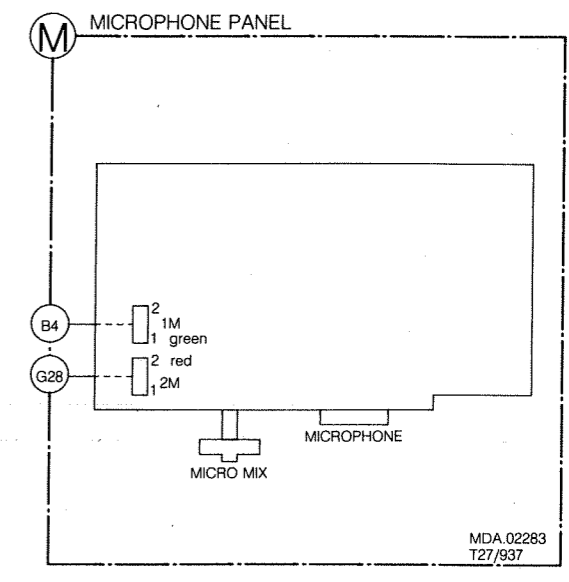 M MICROPHONE PANEL
B4
2
1M
1 green
G28
2 red
1 2M
MICROPHONE
MICRO MIX
MDA.02283
T27/937